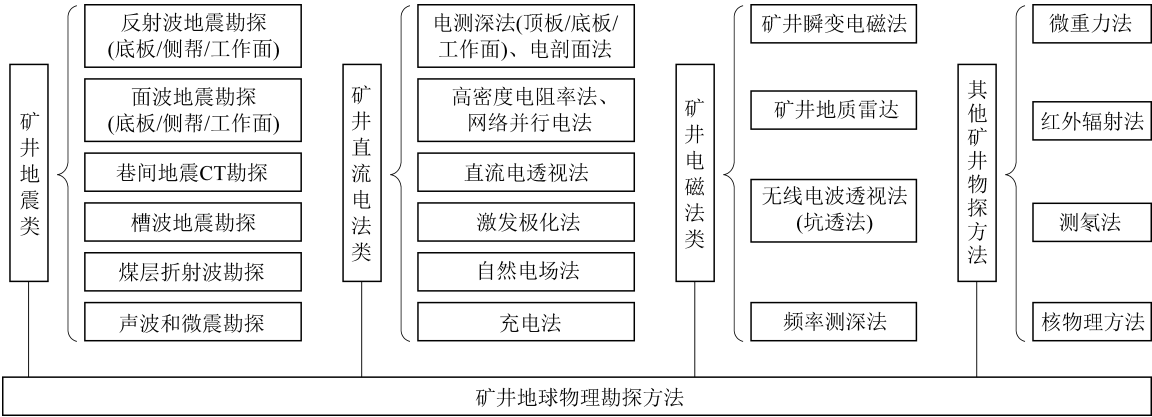 矿井地震类
反射波地震勘探
(底板/侧帮/工作面)
面波地震勘探
(底板/侧帮/工作面)
巷间地震CT勘探
槽波地震勘探
煤层折射波勘探
声波和微震勘探
矿井直流电法类
电测深法(顶板/底板/
工作面)、电剖面法
高密度电阻率法、
网络并行电法
直流电透视法
激发极化法
自然电场法
充电法
矿井电磁法类
矿井瞬变电磁法
矿井地质雷达
无线电波透视法
(坑透法)
频率测深法
其他矿井物探方法
微重力法
红外辐射法
测氡法
核物理方法
矿井地球物理勘探方法